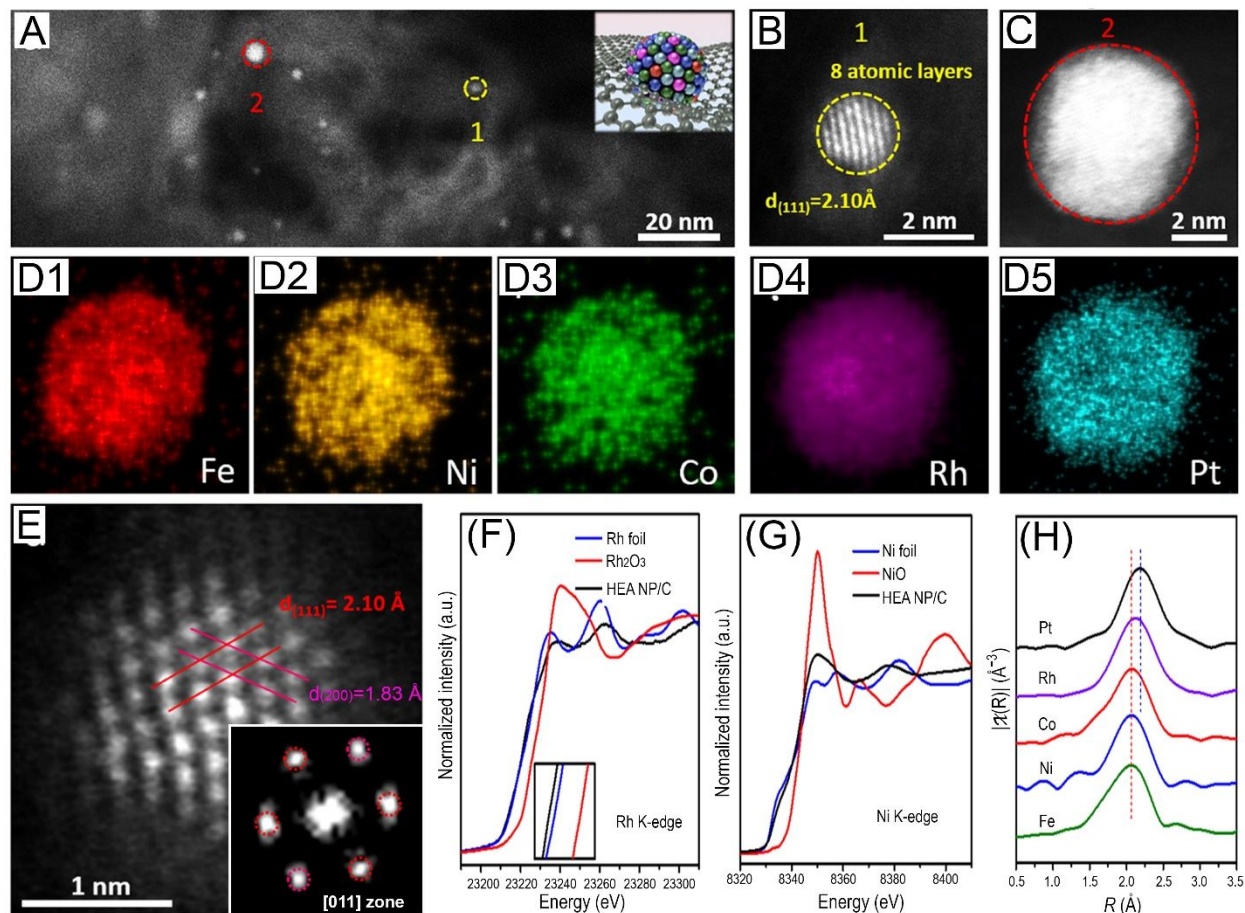 A
2
1
20 nm
B
1
8 atomic layers
d(111)=2.10Å
2 nm
C
2
2 nm
D1
Fe
D2
Ni
D3
Co
D4
Rh
D5
Pt
E
d(111)= 2.10 Å
d(200)=1.83 Å
1 nm
[011] zone
(F)
Normalized intensity (a.u.)
Rh foil
Rh₂O₃
HEA NP/C
Rh K-edge
23200 23220 23240 23260 23280 23300
Energy (eV)
(G)
Normalized intensity (a.u.)
Ni foil
NiO
HEA NP/C
Ni K-edge
8320 8340 8360 8380 8400
Energy (eV)
(H)
|χ(R)| (Å⁻³)
Pt
Rh
Co
Ni
Fe
0.5 1.0 1.5 2.0 2.5 3.0 3.5
R (Å)